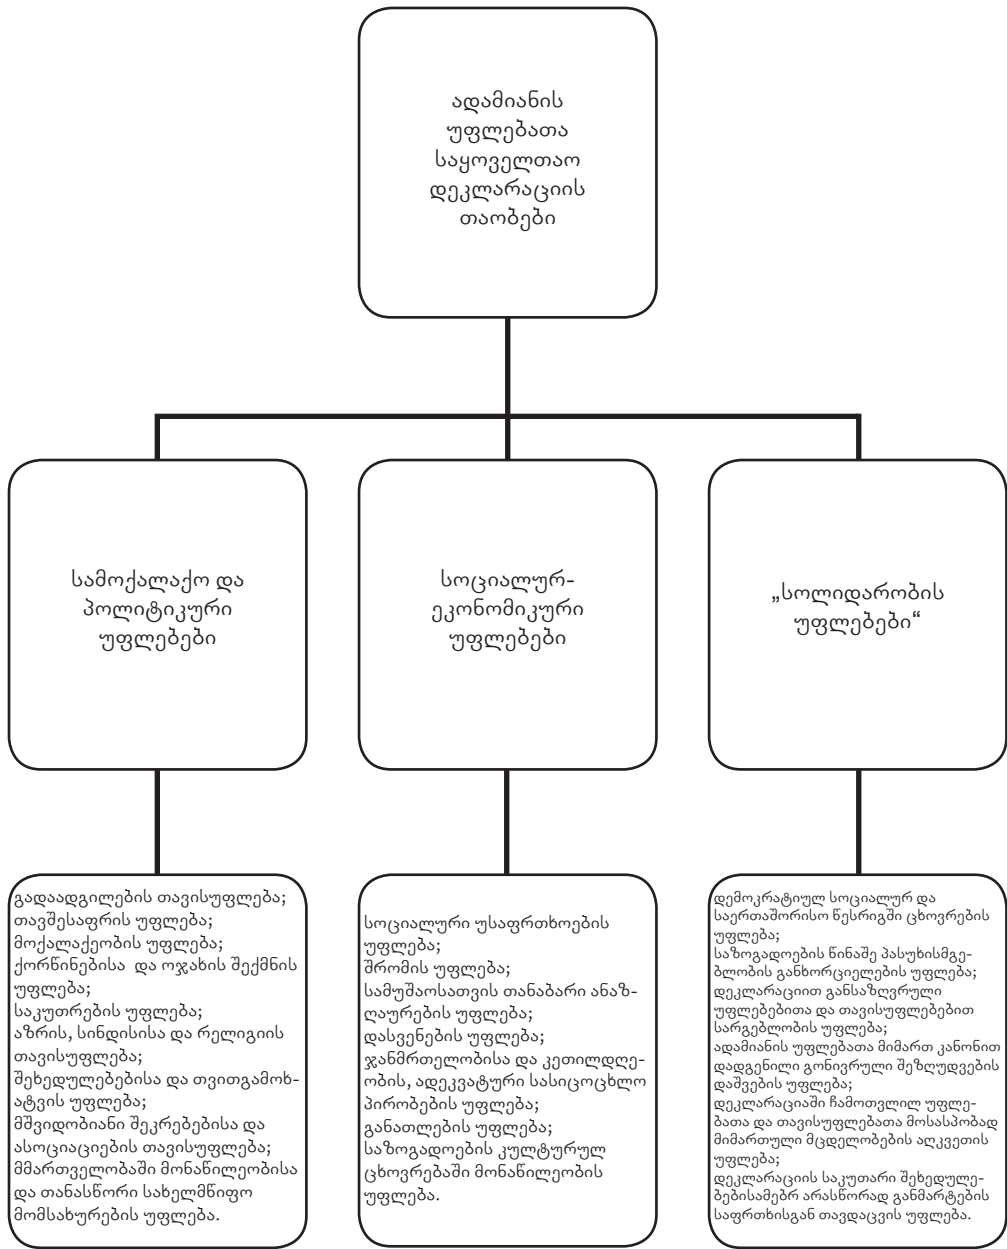 ადამიანის
უფლებათა
საყოველთაო
დეკლარაციის
თაობები
სამოქალაქო და
პოლიტიკური
უფლებები
სოციალურ-
ეკონომიკური
უფლებები
„სოლიდარობის
უფლებები“
გადაადგილების თავისუფლება;
თავშესაფრის უფლება;
მოქალაქეობის უფლება;
ქორწინებისა და ოჯახის შექმნის
უფლება;
საკუთრების უფლება;
აზრის, სინდისისა და რელიგიის
თავისუფლება;
შეხედულებებისა და თვითგამოხ-
ატვის უფლება;
მშვიდობიანი შეკრებებისა და
ასოციაციების თავისუფლება;
მმართველობაში მონაწილეობისა
და თანასწორი სახელმწიფო
მომსახურების უფლება.
სოციალური უსაფრთხოების
უფლება;
შრომის უფლება;
სამუშაოსათვის თანაბარი ანაზ-
ღაურების უფლება;
დასვენების უფლება;
ჯანმრთელობისა და კეთილდღე-
ობის, ადეკვატური სასიცოცხლო
პირობების უფლება;
განათლების უფლება;
საზოგადოების კულტურულ
ცხოვრებაში მონაწილეობის
უფლება.
დემოკრატიულ სოციალურ და
საერთაშორისო წესრიგში ცხოვრების
უფლება;
საზოგადოების წინაშე პასუხისმგე-
ბლობის განხორციელების უფლება;
დეკლარაციით განსაზღვრული
უფლებებითა და თავისუფლებებით
სარგებლობის უფლება;
ადამიანის უფლებათა მიმართ კანონით
დადგენილი გონივრული შეზღუდვების
დაშვების უფლება;
დეკლარაციაში ჩამოთვლილ უფლე-
ბათა და თავისუფლებათა მოსასპობად
მიმართული მცდელობების აღკვეთის
უფლება;
დეკლარაციის საკუთარი შეხედულე-
ბებისამებრ არასწორად განმარტების
საფრთხისგან თავდაცვის უფლება.